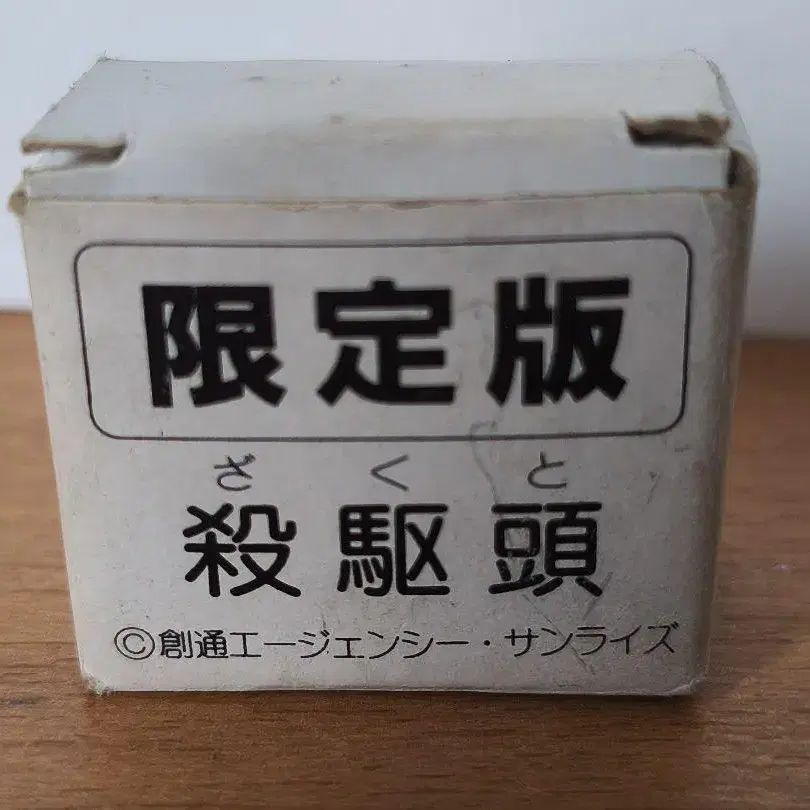 限定版
ざくと
殺駆頭
©創通エージェンシー・サンライズ